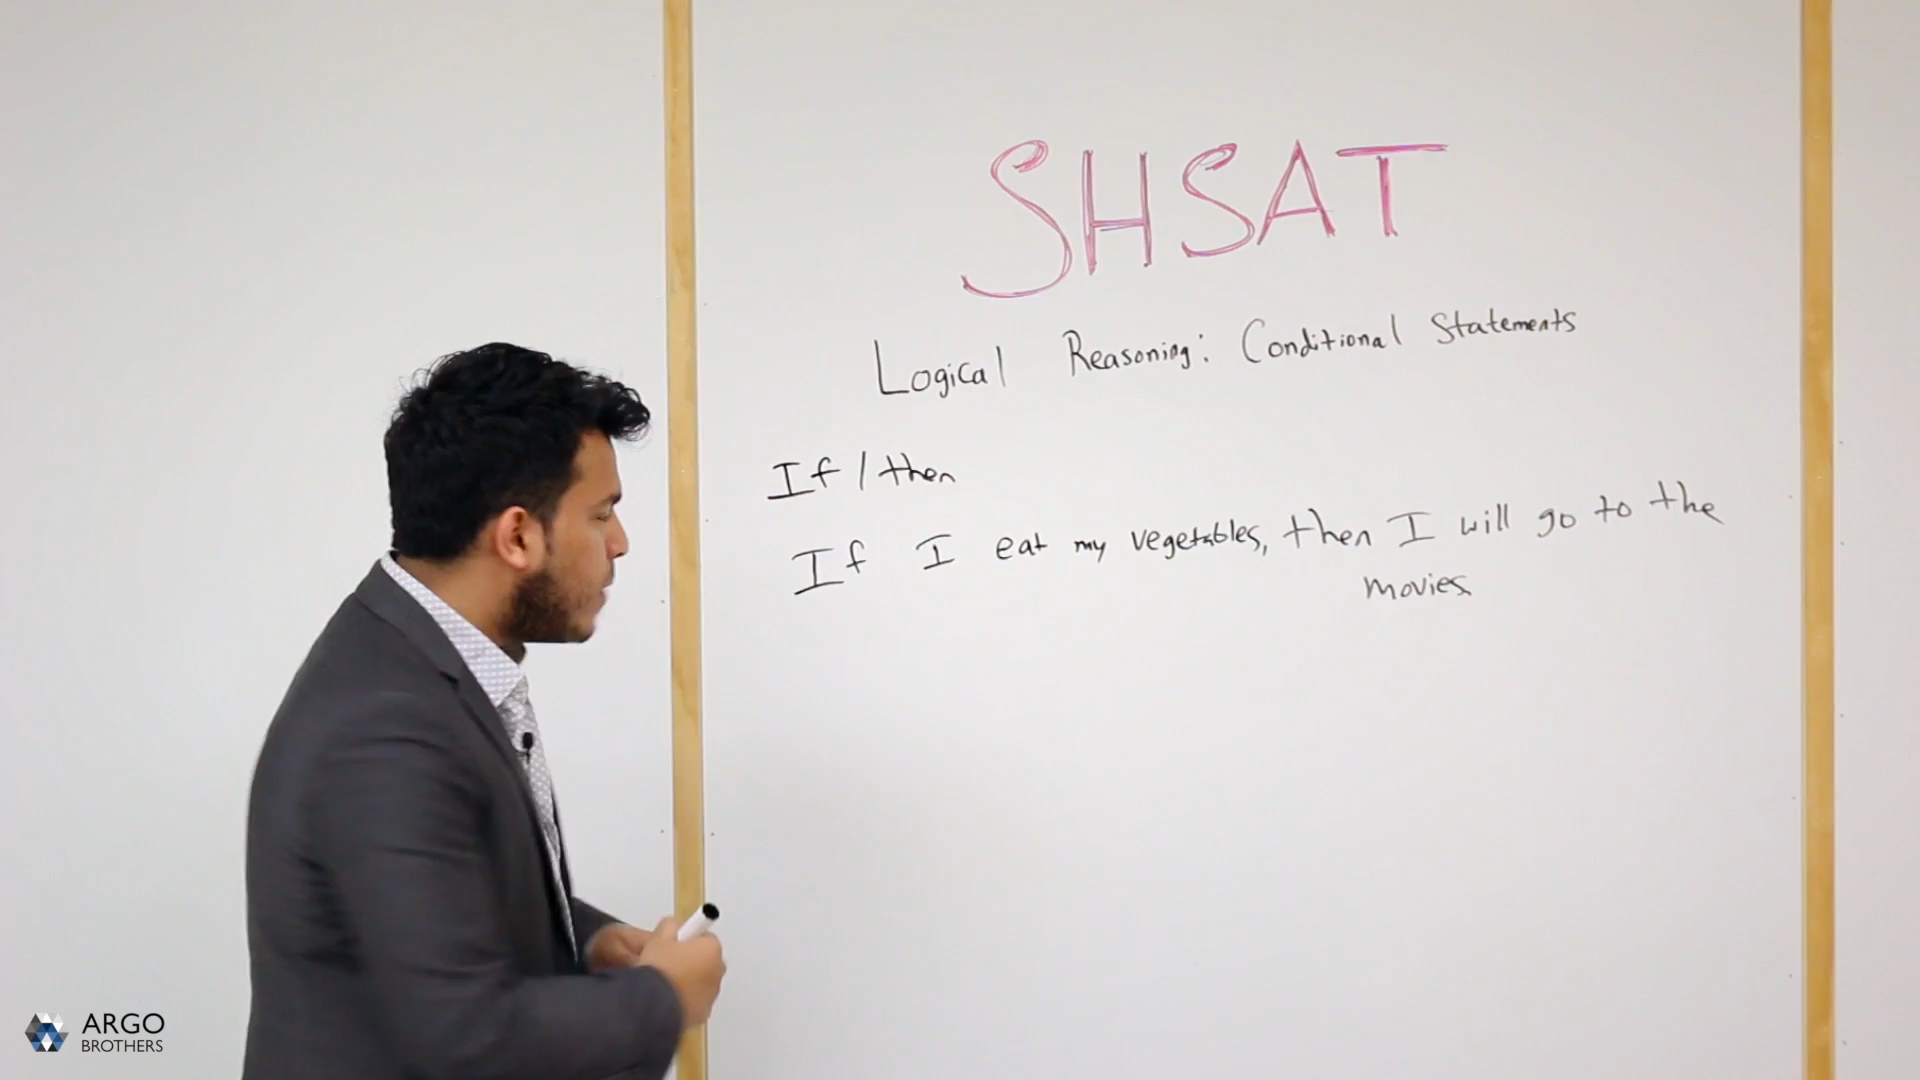 SHSAT
Logical Reasoning: Conditional Statements
If / then
If I eat my vegetables, then I will go to the
movies.
ARGO
BROTHERS